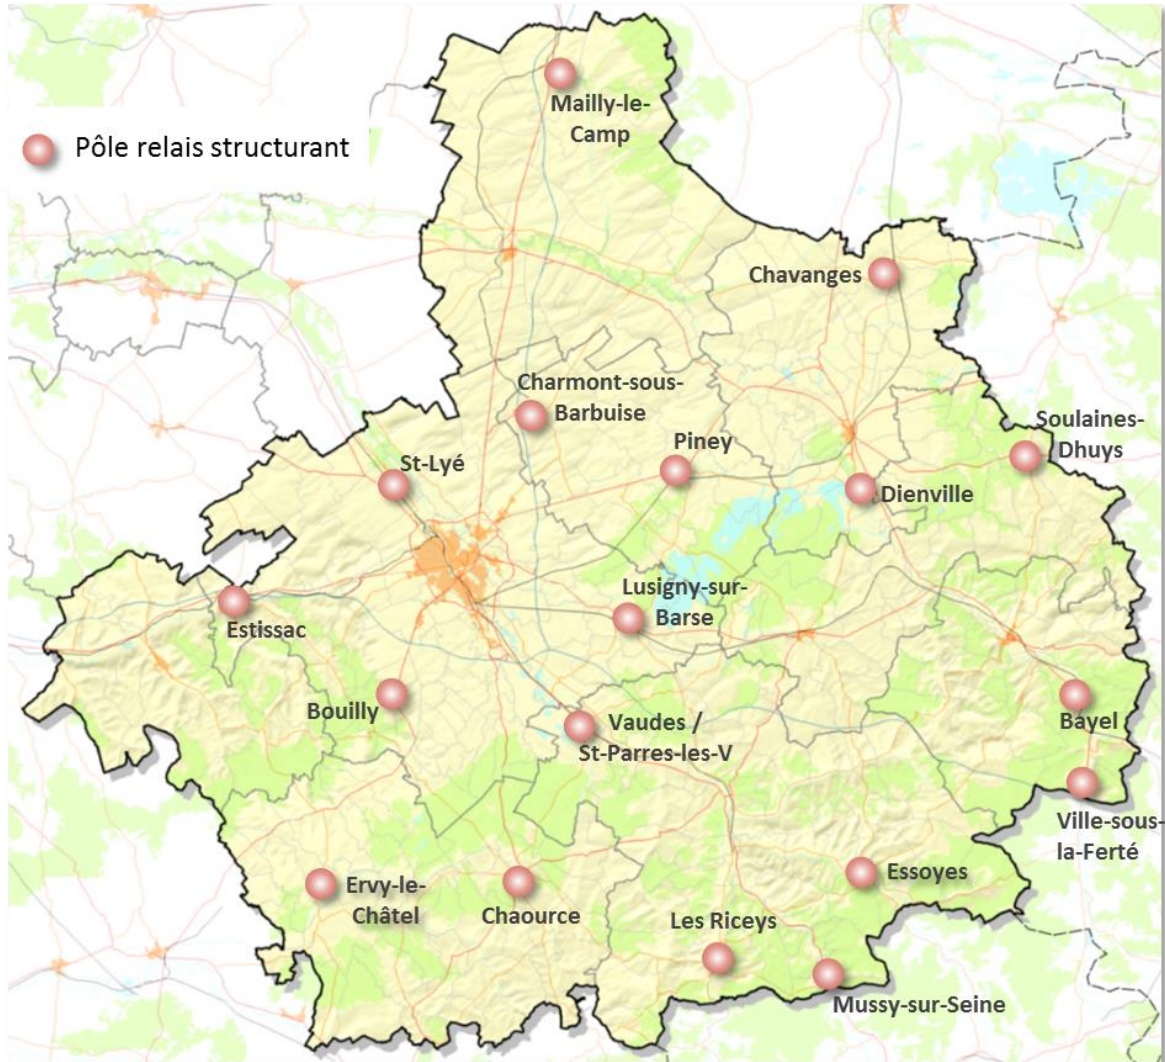 Mailly-le-
Camp
Pôle relais structurant
Chavanges
Charmont-sous-
Barbuise
Piney
Soulaines-
Dhuys
St-Lyé
Dienville
Lusigny-sur-
Barse
Estissac
Bouilly
Vaudes /
St-Parres-les-V
Bayel
Ville-sous-
la-Ferté
Ervy-le-
Châtel
Chaource
Essoyes
Les Riceys
Mussy-sur-Seine